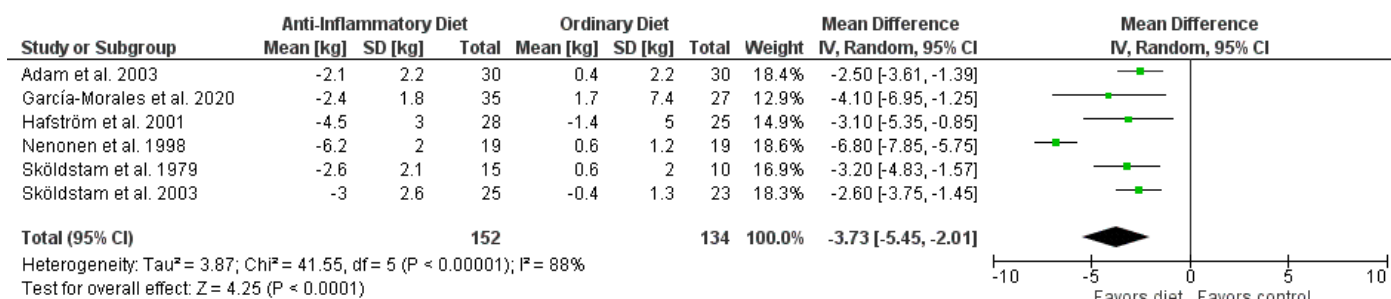 Anti-Inflammatory Diet Ordinary Diet Mean Difference Mean Difference
Study or Subgroup Mean [kg] SD [kg] Total Mean [kg] SD [kg] Total Weight IV, Random, 95% CI IV, Random, 95% CI
Adam et al. 2003 -2.1 2.2 30 0.4 2.2 30 18.4% -2.50 [-3.61, -1.39]
García-Morales et al. 2020 -2.4 1.8 35 1.7 7.4 27 12.9% -4.10 [-6.95, -1.25]
Hafström et al. 2001 -4.5 3 28 -1.4 5 25 14.9% -3.10 [-5.35, -0.85]
Nenonen et al. 1998 -6.2 2 19 0.6 1.2 19 18.6% -6.80 [-7.85, -5.75]
Sköldstam et al. 1979 -2.6 2.1 15 0.6 2 10 16.9% -3.20 [-4.83, -1.57]
Sköldstam et al. 2003 -3 2.6 25 -0.4 1.3 23 18.3% -2.60 [-3.75, -1.45]
Total (95% CI) 152 134 100.0% -3.73 [-5.45, -2.01]
Heterogeneity: Tau² = 3.87; Chi² = 41.55, df = 5 (P < 0.00001); I² = 88%
Test for overall effect: Z = 4.25 (P < 0.0001)
-10 -5 0 5 10
Favors diet Favors control